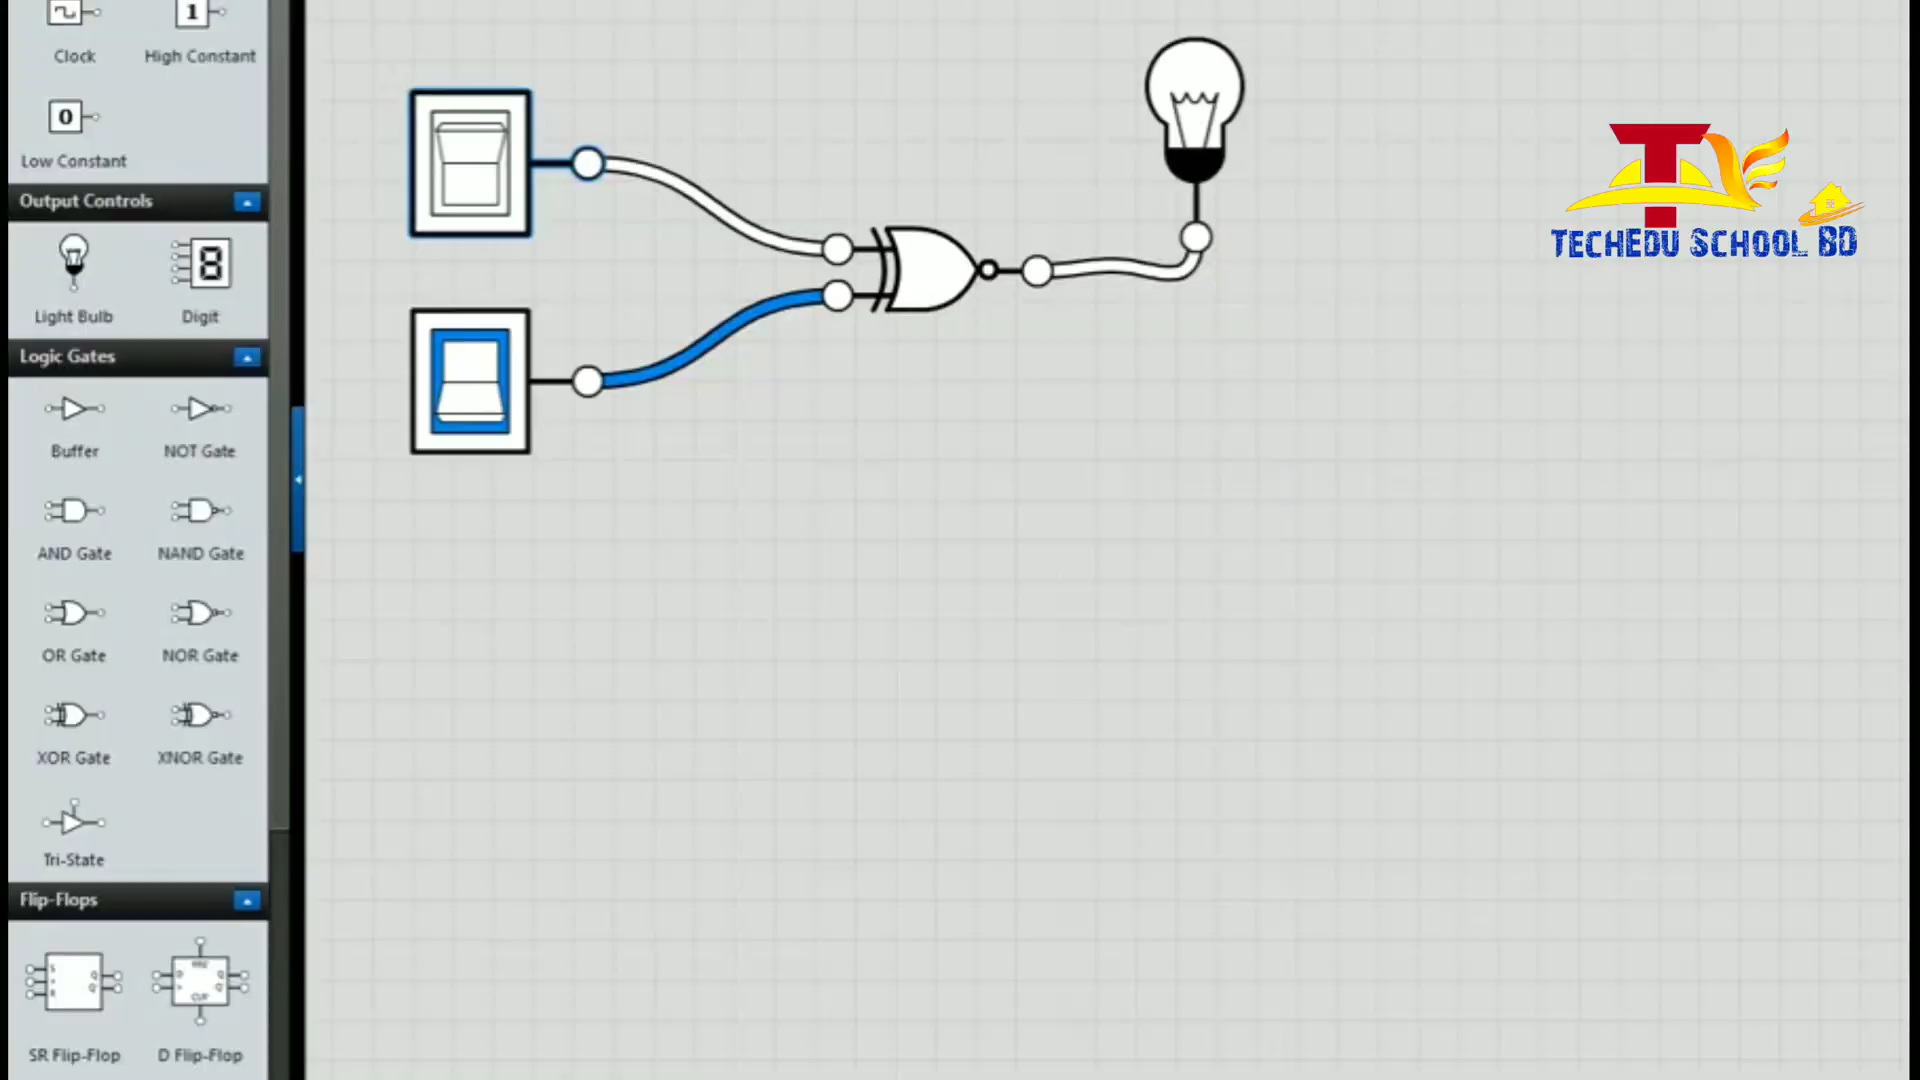 Clock High Constant
1
0
Low Constant
Output Controls
8
Light Bulb Digit
Logic Gates
Buffer NOT Gate
AND Gate NAND Gate
OR Gate NOR Gate
XOR Gate XNOR Gate
Tri-State
Flip-Flops
SR Flip-Flop D Flip-Flop
TECHEDU SCHOOL BD